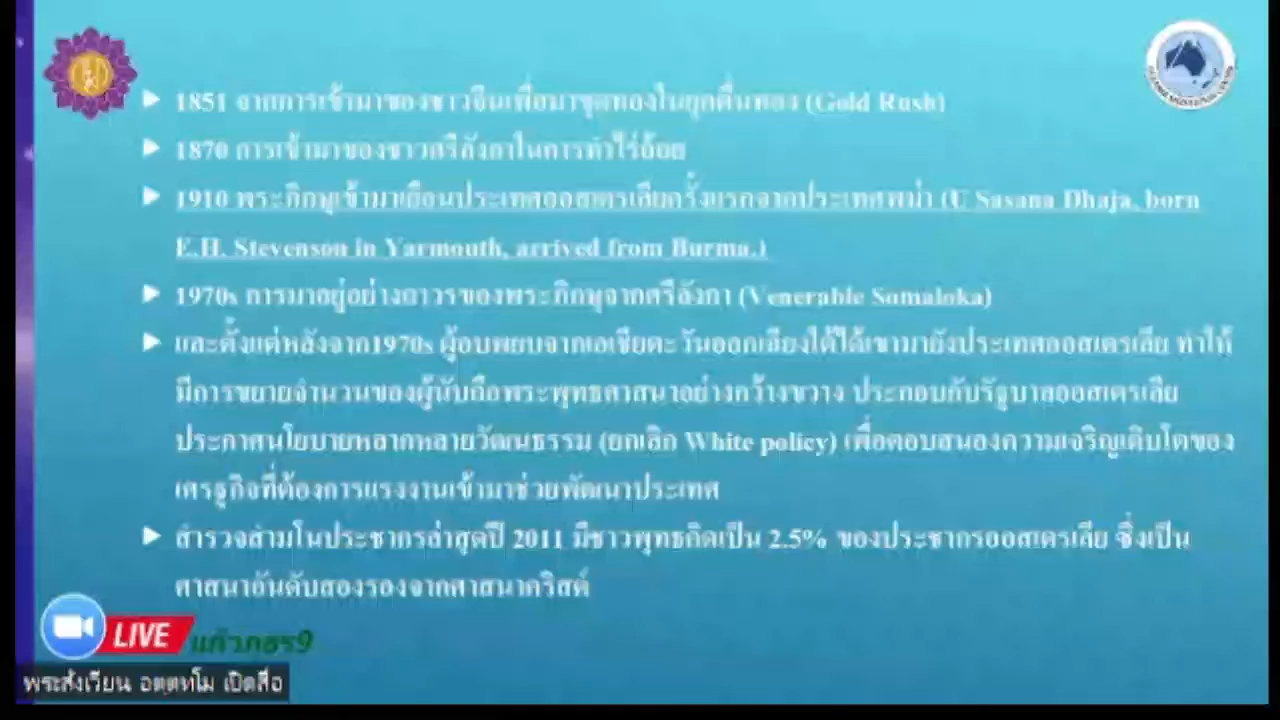 1851 จากการเข้ามาของชาวจีนเพื่อมาขุดทองในยุคตื่นทอง (Gold Rush)
1870 การเข้ามาของชาวศรีลังกาในการทำไร่อ้อย
1910 พระภิกษุเข้ามาเยือนประเทศออสเตรเลียครั้งแรกจากประเทศพม่า (U Sasana Dhaja, born
E.H. Stevenson in Yarmouth, arrived from Burma.)
1970s การมาอยู่อย่างถาวรของพระภิกษุจากศรีลังกา (Venerable Somaloka)
และตั้งแต่หลังจาก1970s ผู้อบพยบจากเอเชียตะวันออกเฉียงใต้ได้เขามายังประเทศออสเตรเลีย ทำให้
มีการขยายจำนวนของผู้นับถือพระพุทธศาสนาอย่างกว้างขวาง ประกอบกับรัฐบาลออสเตรเลีย
ประกาศนโยบายหลากหลายวัฒนธรรม (ยกเลิก White policy) เพื่อตอบสนองความเจริญเติบโตของ
เศรฐกิจที่ต้องการแรงงานเข้ามาช่วยพัฒนาประเทศ
สำรวจสำมโนประชากรล่าสุดปี 2011 มีชาวพุทธคิดเป็น 2.5% ของประชากรออสเตรเลีย ซึ่งเป็น
ศาสนาอันดับสองรองจากศาสนาคริสต์
LIVE แก้วภธร9
พระสังเวียน อตฺตทโม เปิดสื่อ